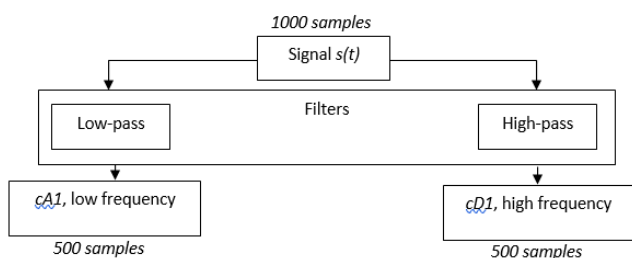 1000 samples
Signal s(t)
Filters
Low-pass
High-pass
cA1, low frequency
cD1, high frequency
500 samples
500 samples